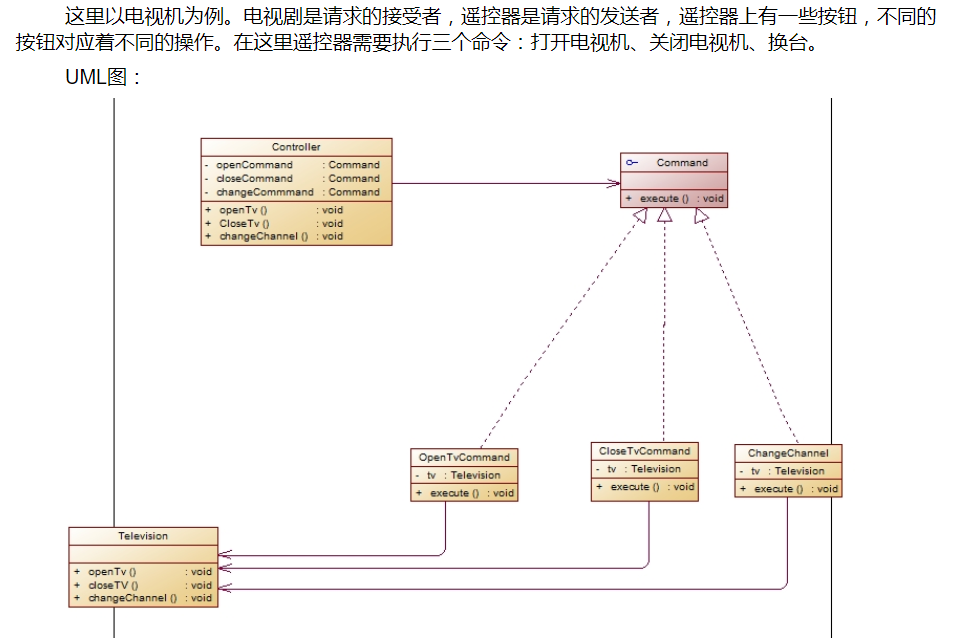 这里以电视机为例。电视剧是请求的接受者，遥控器是请求的发送者，遥控器上有一些按钮，不同的
按钮对应着不同的操作。在这里遥控器需要执行三个命令：打开电视机、关闭电视机、换台。
UML图：
Controller
- openCommand : Command
- closeCommand : Command
- changeCommmand : Command
+ openTv () : void
+ CloseTv () : void
+ changeChannel () : void
Command
+ execute () : void
OpenTvCommand
- tv : Television
+ execute () : void
CloseTvCommand
- tv : Television
+ execute () : void
ChangeChannel
- tv : Television
+ execute () : void
Television
+ openTv () : void
+ closeTV () : void
+ changeChannel () : void